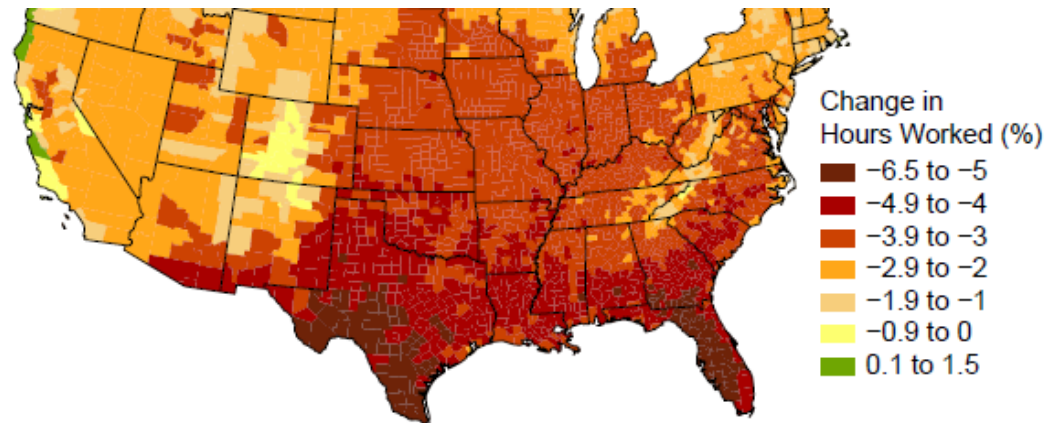 Change in
Hours Worked (%)
−6.5 to −5
−4.9 to −4
−3.9 to −3
−2.9 to −2
−1.9 to −1
−0.9 to 0
0.1 to 1.5